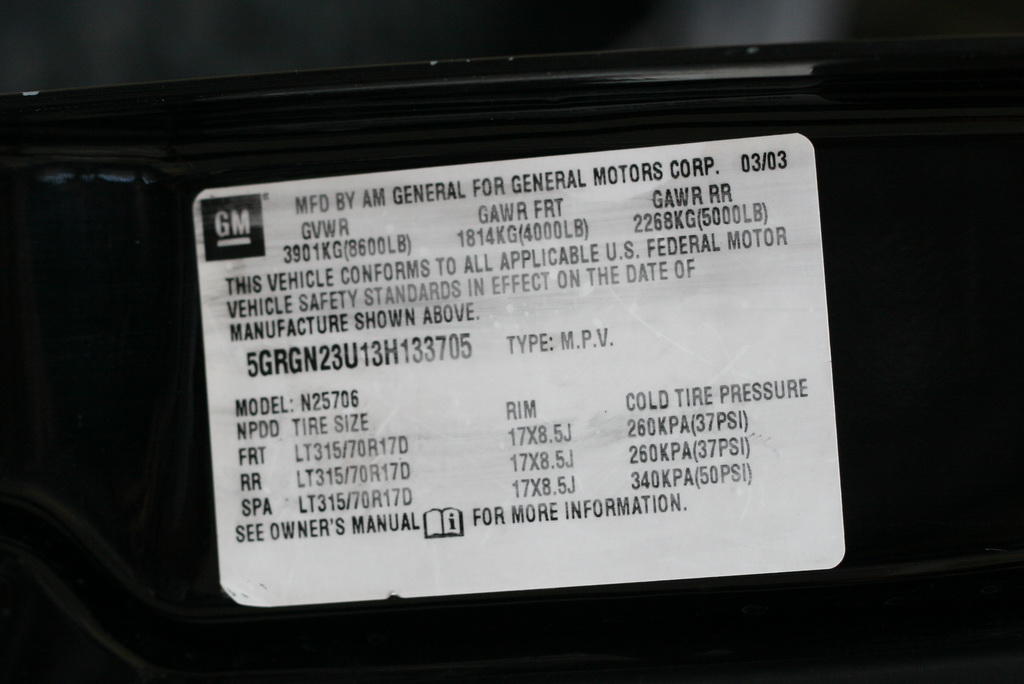 GM MFD BY AM GENERAL FOR GENERAL MOTORS CORP. 03/03
GVWR GAWR FRT GAWR RR
3901KG(8600LB) 1814KG(4000LB) 2268KG(5000LB)
THIS VEHICLE CONFORMS TO ALL APPLICABLE U.S. FEDERAL MOTOR
VEHICLE SAFETY STANDARDS IN EFFECT ON THE DATE OF
MANUFACTURE SHOWN ABOVE.
5GRGN23U13H133705 TYPE: M.P.V.
MODEL: N25706
NPDD TIRE SIZE RIM COLD TIRE PRESSURE
FRT LT315/70R17D 17X8.5J 260KPA(37PSI)
RR LT315/70R17D 17X8.5J 260KPA(37PSI)
SPA LT315/70R17D 17X8.5J 340KPA(50PSI)
SEE OWNER'S MANUAL i FOR MORE INFORMATION.